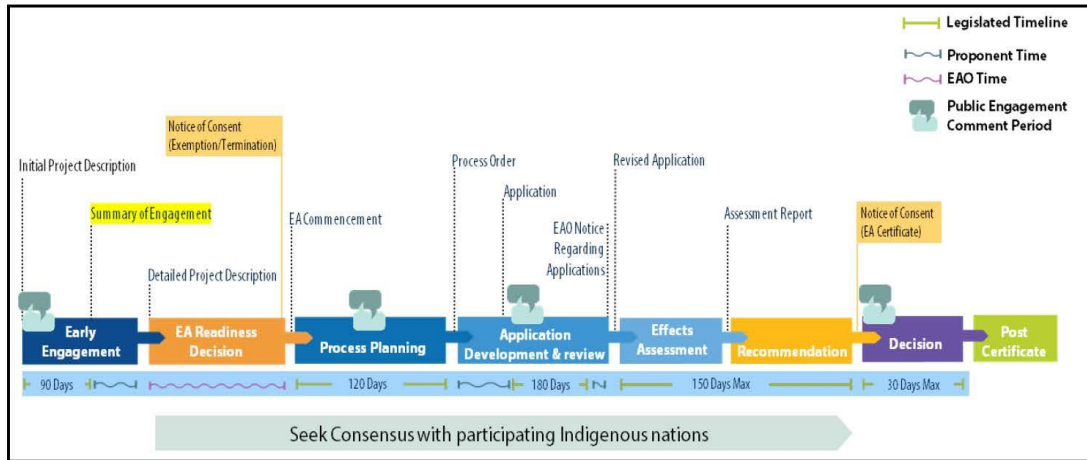 Legislated Timeline
Proponent Time
EAO Time
Public Engagement
Comment Period
Notice of Consent
(Exemption/Termination)
Initial Project Description
Summary of Engagement
Detailed Project Description
EA Commencement
Process Order
Application
EAO Notice
Regarding
Applications
Revised Application
Assessment Report
Notice of Consent
(EA Certificate)
Early
Engagement
EA Readiness
Decision
Process Planning
Application
Development & review
Effects
Assessment
Recommendation
Decision
Post
Certificate
90 Days
120 Days
180 Days
150 Days Max
30 Days Max
Seek Consensus with participating Indigenous nations